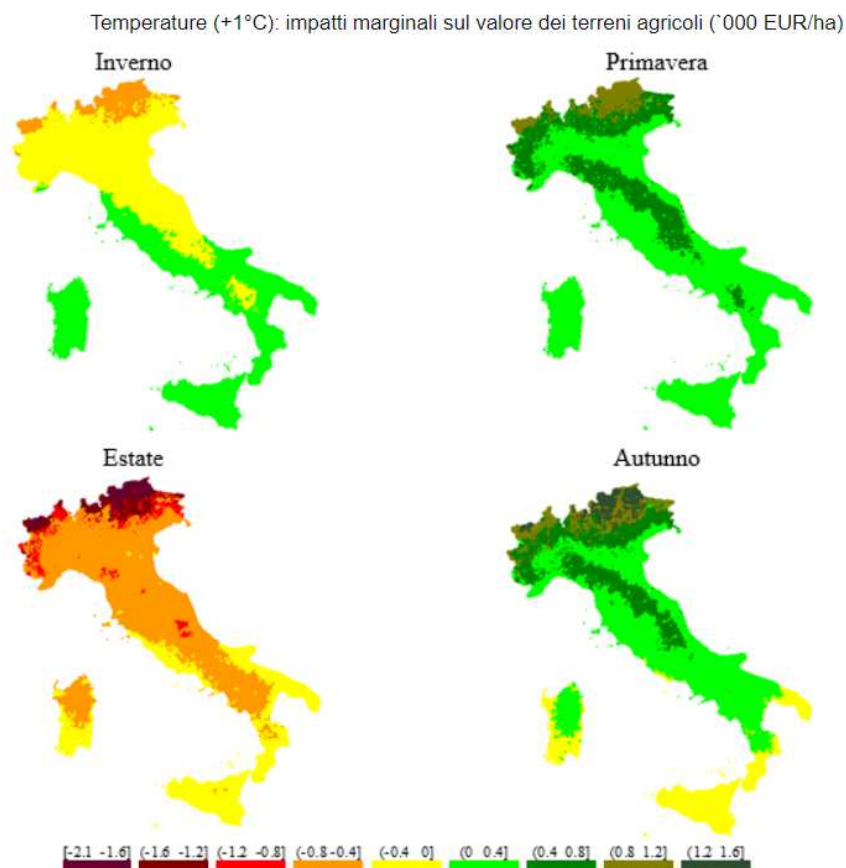 Temperature (+1°C): impatti marginali sul valore dei terreni agricoli (`000 EUR/ha)
Inverno
Primavera
Estate
Autunno
[-2.1 -1.6] (-1.6 -1.2] (-1.2 -0.8] (-0.8 -0.4] (-0.4 0] (0 0.4] (0.4 0.8] (0.8 1.2] (1.2 1.6]